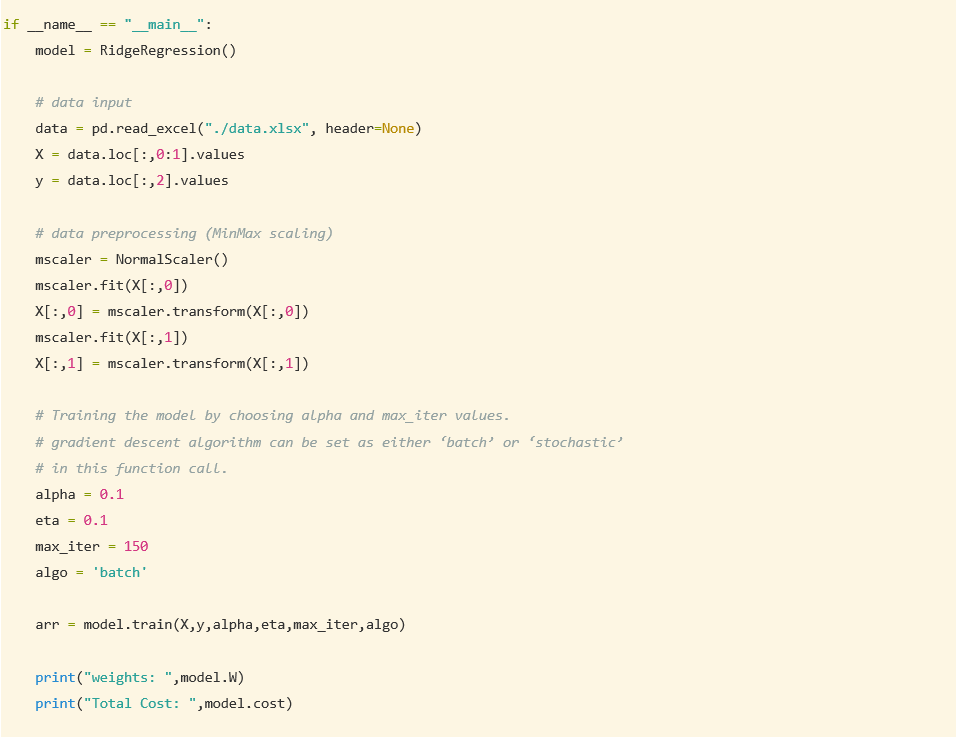 if __name__ == "__main__":
    model = RidgeRegression()

    # data input
    data = pd.read_excel("./data.xlsx", header=None)
    X = data.loc[:,0:1].values
    y = data.loc[:,2].values

    # data preprocessing (MinMax scaling)
    mscaler = NormalScaler()
    mscaler.fit(X[:,0])
    X[:,0] = mscaler.transform(X[:,0])
    mscaler.fit(X[:,1])
    X[:,1] = mscaler.transform(X[:,1])

    # Training the model by choosing alpha and max_iter values.
    # gradient descent algorithm can be set as either ‘batch’ or ‘stochastic’
    # in this function call.
    alpha = 0.1
    eta = 0.1
    max_iter = 150
    algo = 'batch'

    arr = model.train(X,y,alpha,eta,max_iter,algo)

    print("weights: ",model.W)
    print("Total Cost: ",model.cost)